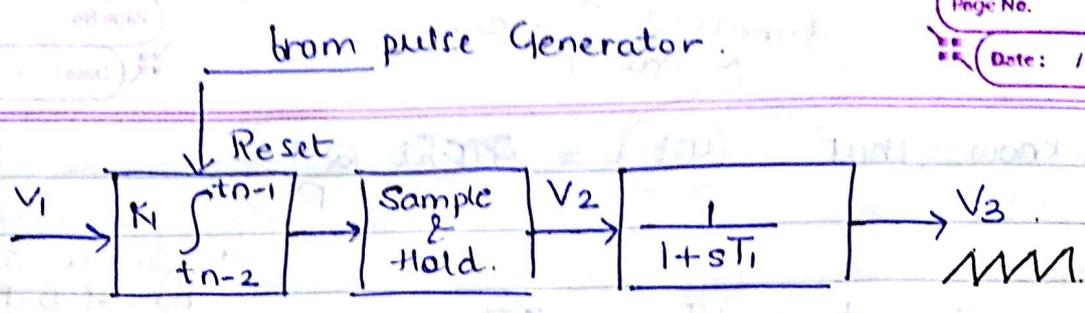 Page No.
from pulse Generator.
Date: /
Reset
V1
K1 ∫tn-1
tn-2
Sample
&
Hold.
V2
1
1+sT1
V3.